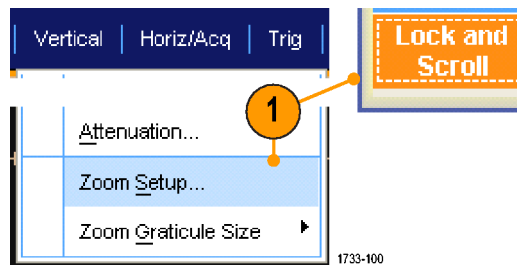 Vertical | Horiz/Acq | Trig |
Lock and
Scroll
1
Attenuation...
Zoom Setup...
Zoom Graticule Size
1733-100